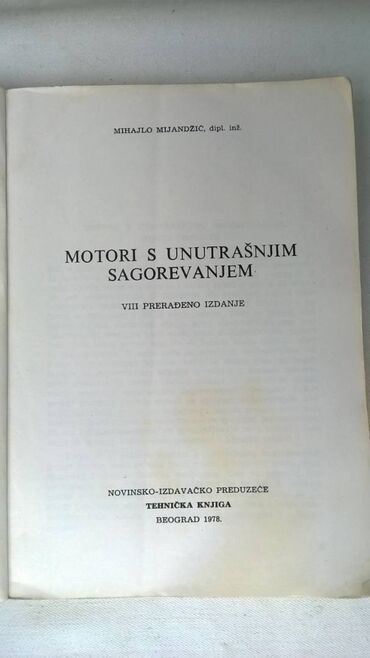 MIHAJLO MIJANDŽIĆ, dipl. inž.
MOTORI S UNUTRAŠNJIM
SAGOREVANJEM
VIII PRERAĐENO IZDANJE
NOVINSKO-IZDAVAČKO PREDUZEĆE
TEHNIČKA KNJIGA
BEOGRAD 1978.